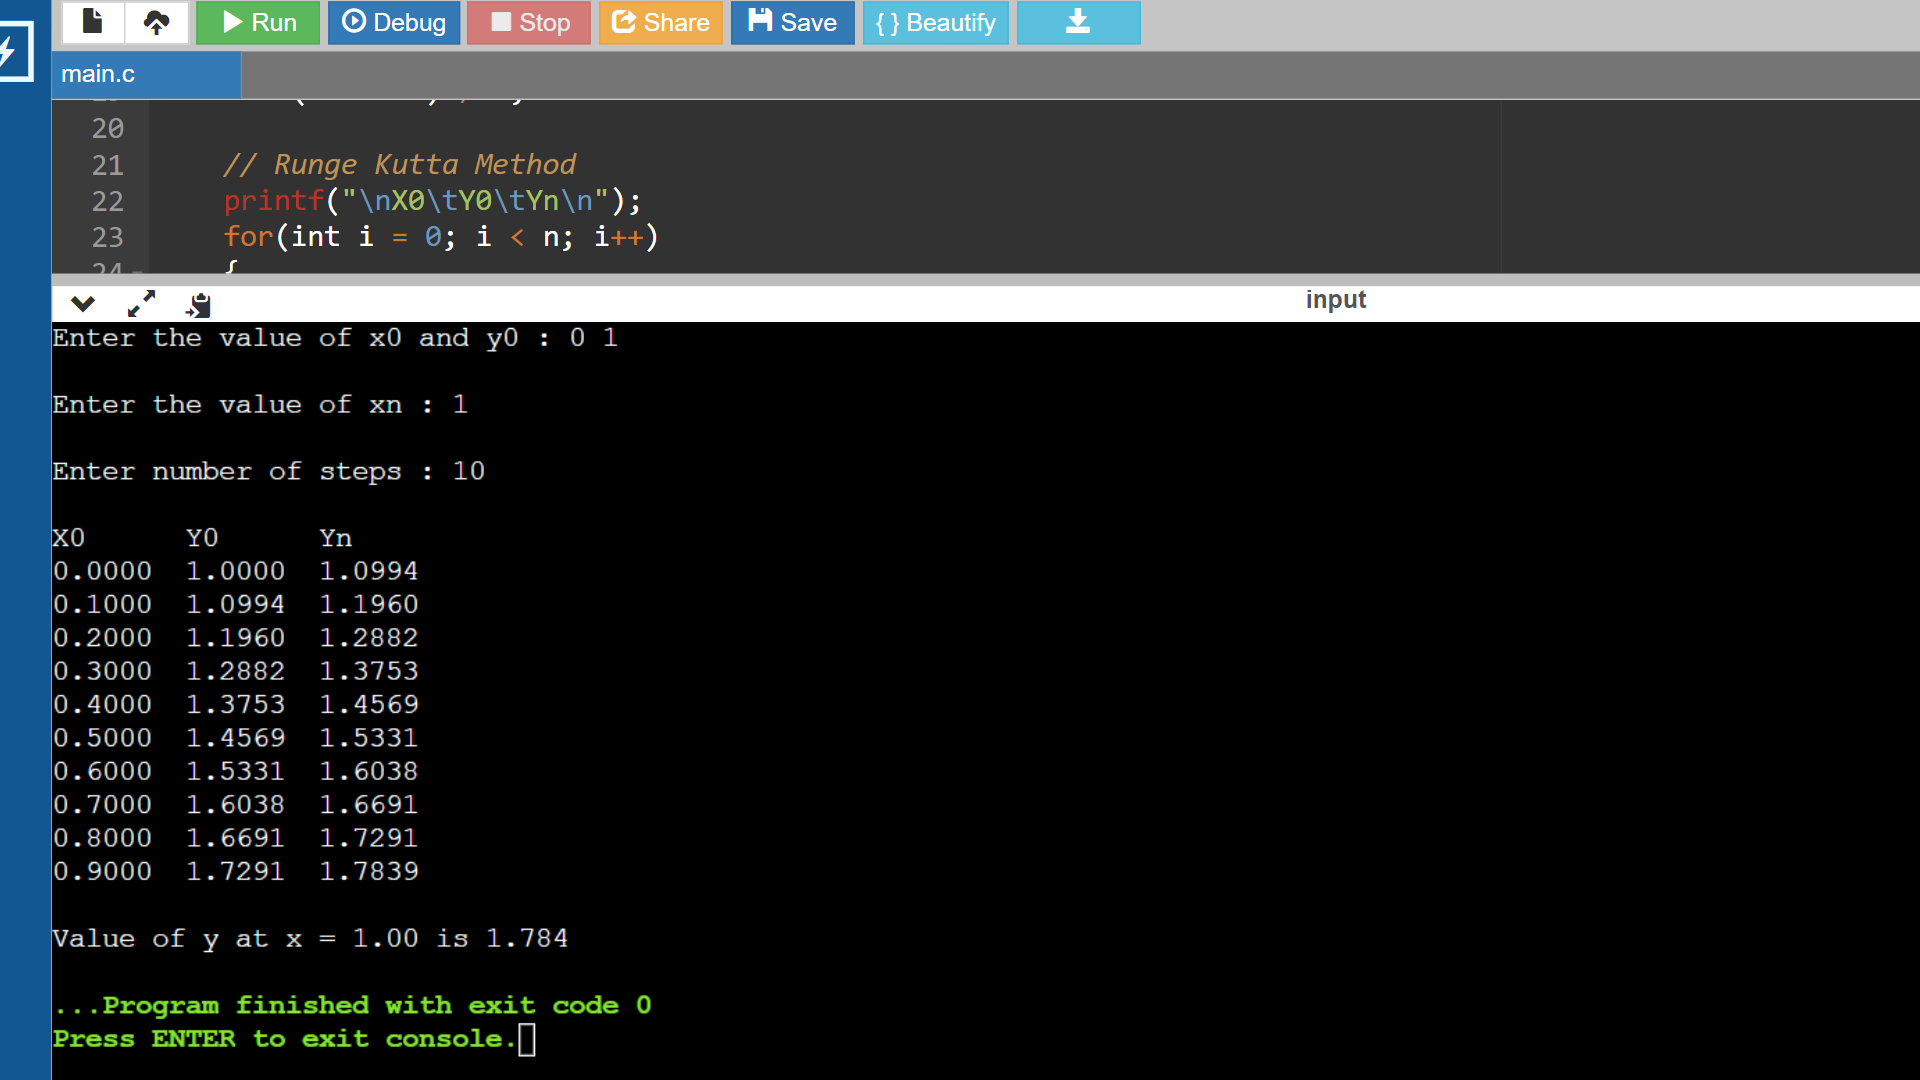 Run Debug Stop Share Save { } Beautify
main.c
20
21 // Runge Kutta Method
22 printf("\nX0\tY0\tYn\n");
23 for(int i = 0; i < n; i++)
24 {
input
Enter the value of x0 and y0 : 0 1
Enter the value of xn : 1
Enter number of steps : 10
X0 Y0 Yn
0.0000 1.0000 1.0994
0.1000 1.0994 1.1960
0.2000 1.1960 1.2882
0.3000 1.2882 1.3753
0.4000 1.3753 1.4569
0.5000 1.4569 1.5331
0.6000 1.5331 1.6038
0.7000 1.6038 1.6691
0.8000 1.6691 1.7291
0.9000 1.7291 1.7839
Value of y at x = 1.00 is 1.784
...Program finished with exit code 0
Press ENTER to exit console.